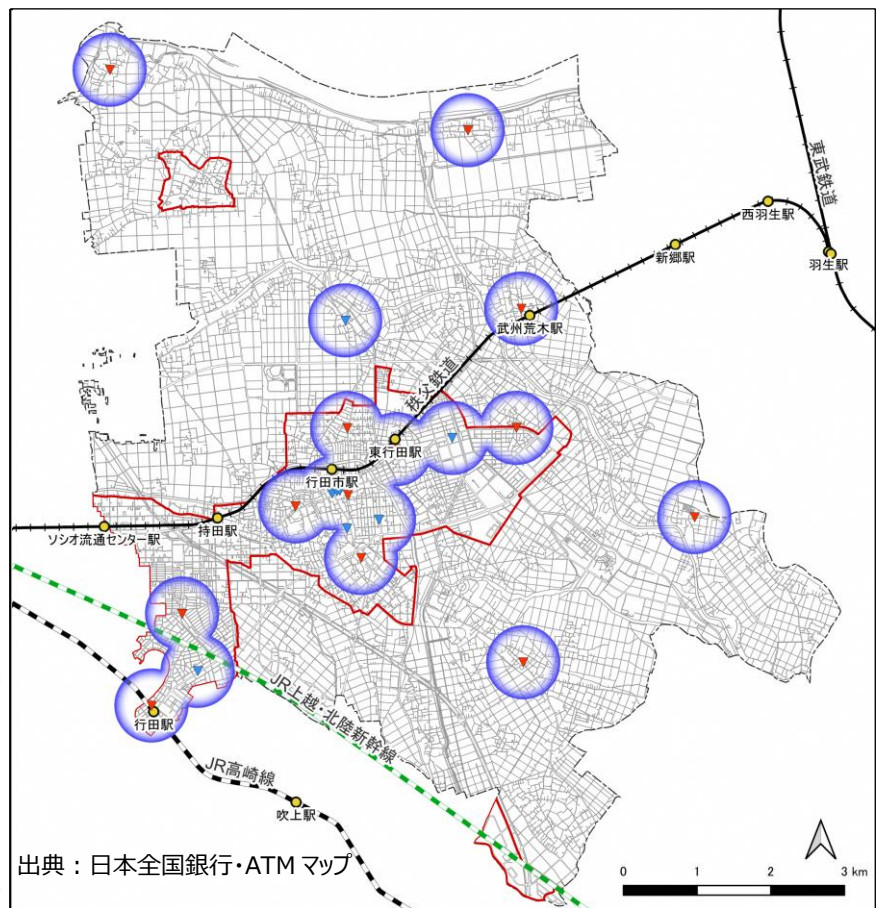 東武鉄道
西羽生駅
新郷駅
羽生駅
武州荒木駅
秩父鉄道
東行田駅
行田市駅
持田駅
ソシオ流通センター駅
JR上越・北陸新幹線
行田駅
JR高崎線
吹上駅
出典：日本全国銀行・ATM マップ
0 1 2 3 km